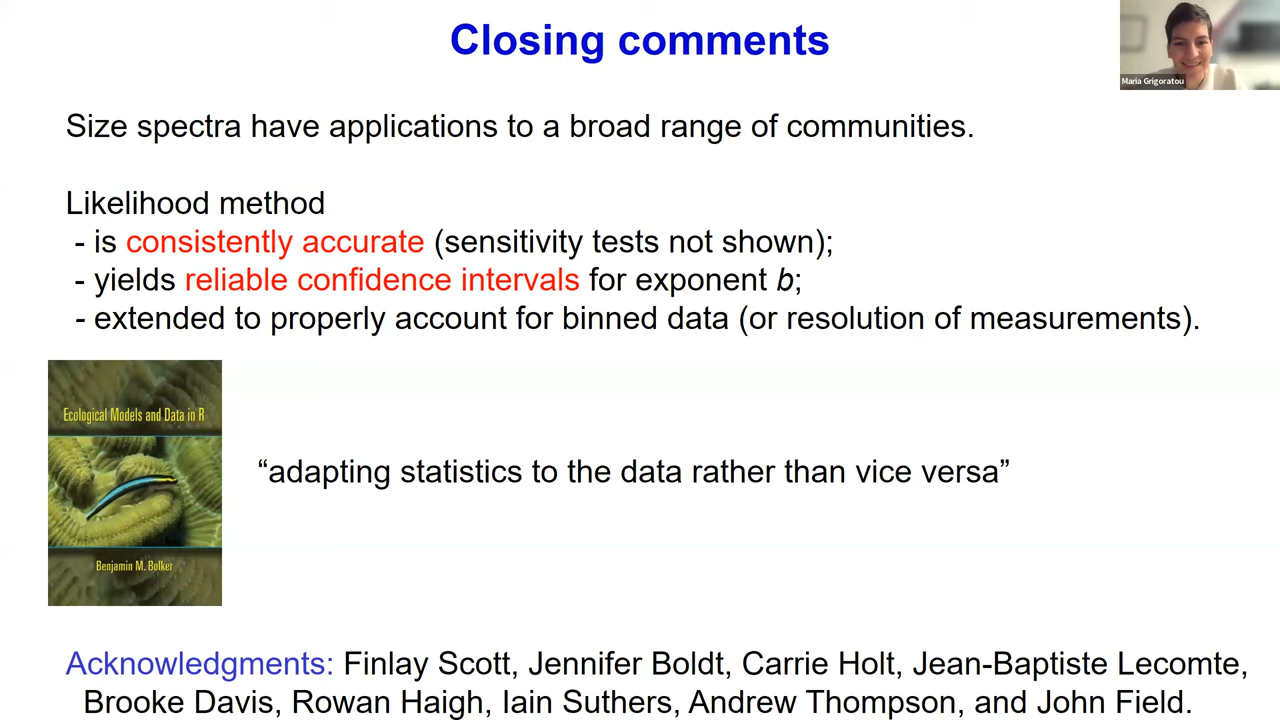 Closing comments
Maria Grigoratou
Size spectra have applications to a broad range of communities.
Likelihood method
- is consistently accurate (sensitivity tests not shown);
- yields reliable confidence intervals for exponent b;
- extended to properly account for binned data (or resolution of measurements).
Ecological Models and Data in R
“adapting statistics to the data rather than vice versa”
Benjamin M. Bolker
Acknowledgments: Finlay Scott, Jennifer Boldt, Carrie Holt, Jean-Baptiste Lecomte,
Brooke Davis, Rowan Haigh, Iain Suthers, Andrew Thompson, and John Field.